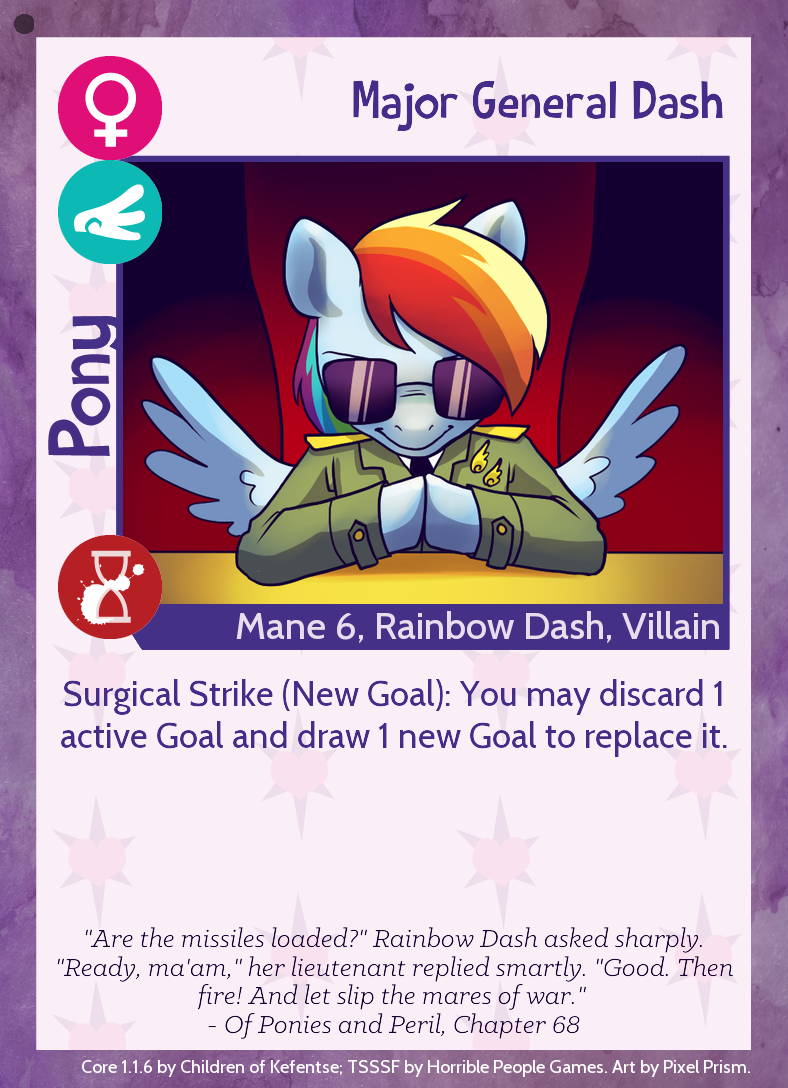 Major General Dash
Pony
Mane 6, Rainbow Dash, Villain
Surgical Strike (New Goal): You may discard 1
active Goal and draw 1 new Goal to replace it.
"Are the missiles loaded?" Rainbow Dash asked sharply.
"Ready, ma'am," her lieutenant replied smartly. "Good. Then
fire! And let slip the mares of war."
- Of Ponies and Peril, Chapter 68
Core 1.1.6 by Children of Kefentse; TSSSF by Horrible People Games. Art by Pixel Prism.